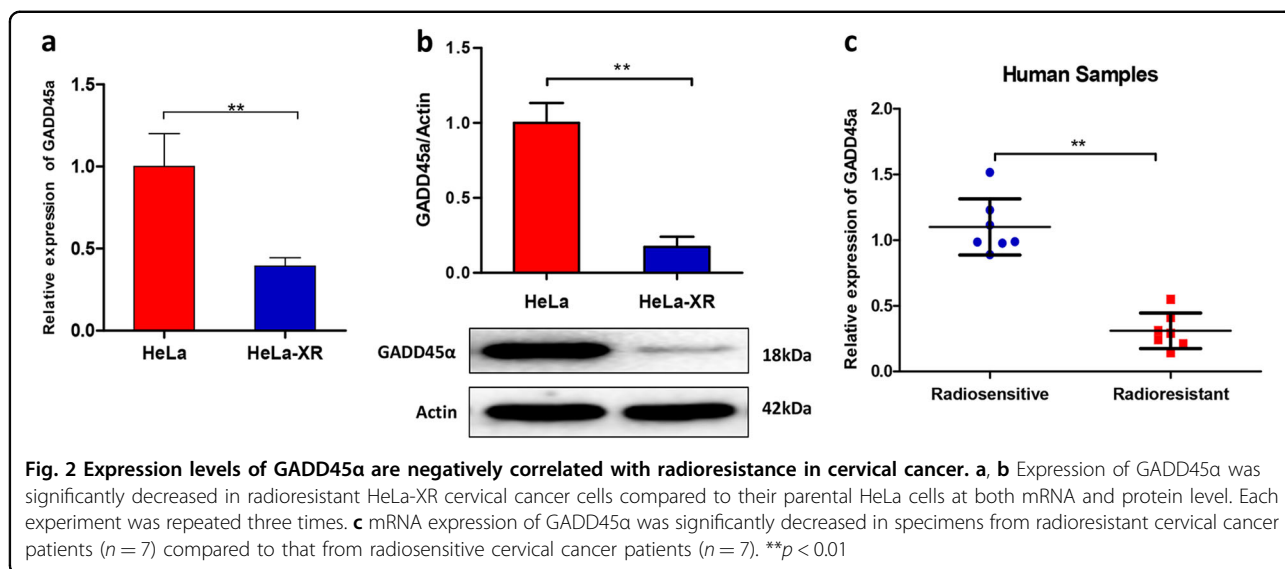 a
Relative expression of GADD45a
1.5
1.0
0.5
0.0
**
HeLa
HeLa-XR
b
GADD45a/Actin
1.5
1.0
0.5
0.0
**
HeLa
HeLa-XR
GADD45α
18kDa
Actin
42kDa
c
Human Samples
Relative expression of GADD45a
2.0
1.5
1.0
0.5
0.0
**
Radiosensitive
Radioresistant
Fig. 2 Expression levels of GADD45α are negatively correlated with radioresistance in cervical cancer. a, b Expression of GADD45α was
significantly decreased in radioresistant HeLa-XR cervical cancer cells compared to their parental HeLa cells at both mRNA and protein level. Each
experiment was repeated three times. c mRNA expression of GADD45α was significantly decreased in specimens from radioresistant cervical cancer
patients (n = 7) compared to that from radiosensitive cervical cancer patients (n = 7). **p < 0.01